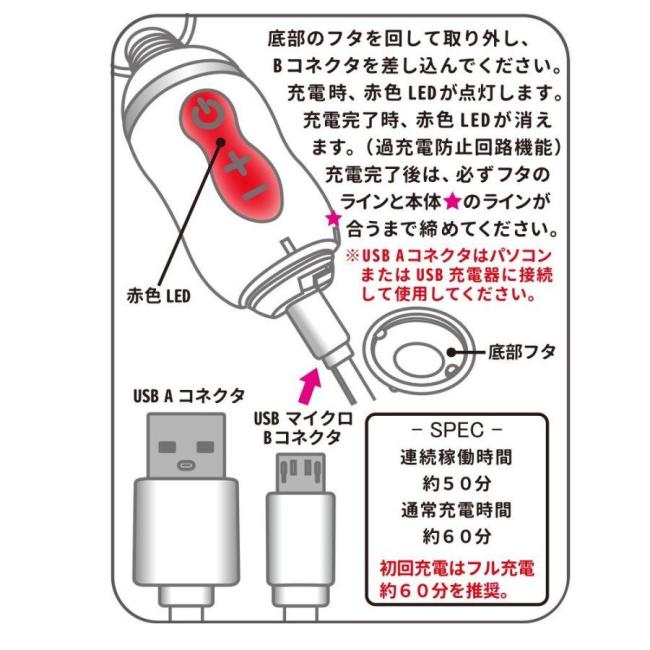 底部のフタを回して取り外し、
Bコネクタを差し込んでください。
充電時、赤色LEDが点灯します。
充電完了時、赤色LEDが消え
ます。（過充電防止回路機能）
充電完了後は、必ずフタの
ラインと本体★のラインが
合うまで締めてください。
※USB Aコネクタはパソコン
またはUSB充電器に接続
して使用してください。
赤色LED
底部フタ
USB A コネクタ
USB マイクロ
Bコネクタ
– SPEC –
連続稼働時間
約５０分
通常充電時間
約６０分
初回充電はフル充電
約６０分を推奨。